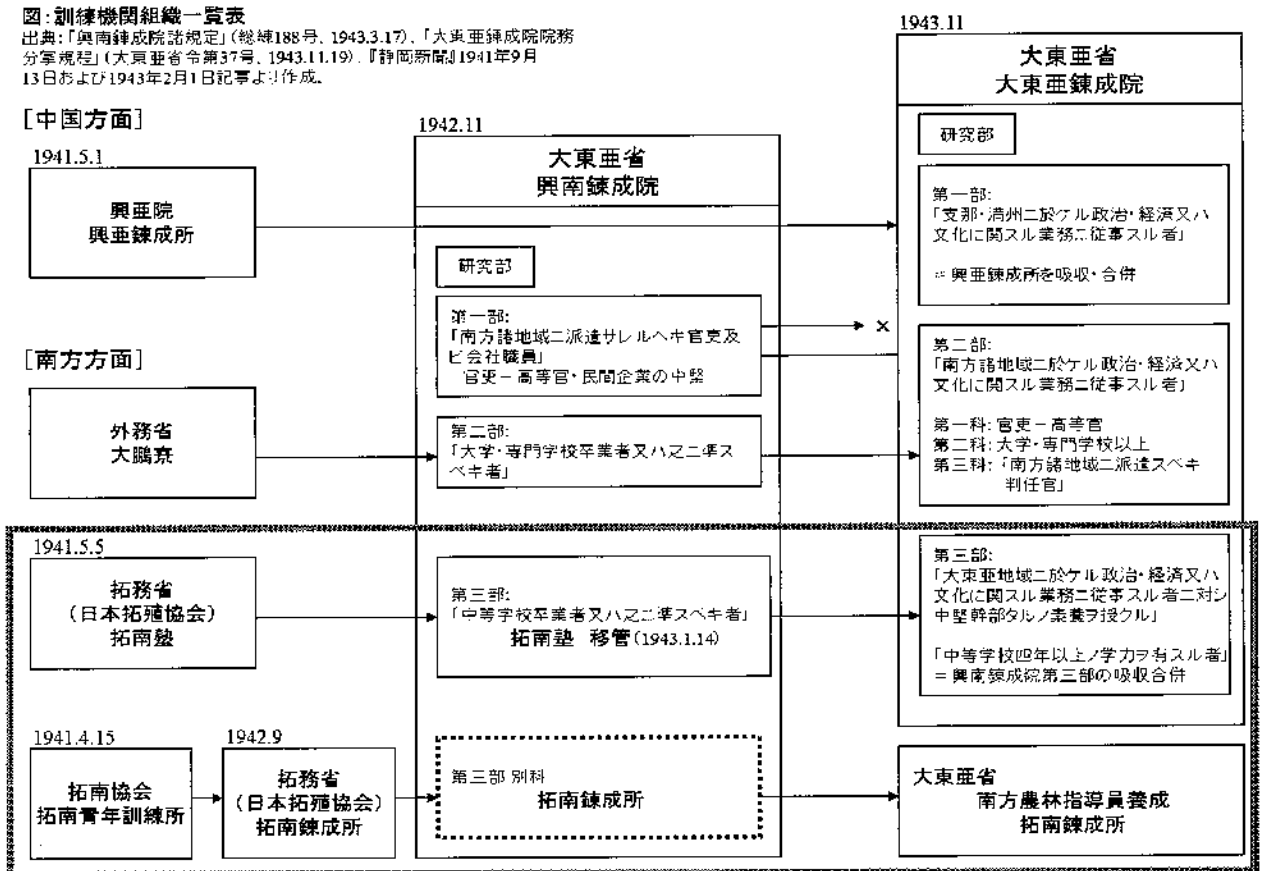 図:訓練機関組織一覧表
出典:「興南錬成院諸規定」(総練188号、1943.3.17)、「大東亜錬成院院務
分掌規程」(大東亜省令第37号、1943.11.19)、『静岡新聞』1941年9月
13日および1943年2月1日記事より作成。
[中国方面]
1941.5.1
興亜院
興亜錬成所
[南方方面]
外務省
大鵬寮
1941.5.5
拓務省
(日本拓殖協会)
拓南塾
1941.4.15
拓南協会
拓南青年訓練所
1942.9
拓務省
(日本拓殖協会)
拓南錬成所
1942.11
大東亜省
興南錬成院
研究部
第一部:
「南方諸地域ニ派遣サレルヘキ官吏及
ビ会社職員」
官吏-高等官・民間企業の中堅
第二部:
「大学・専門学校卒業者又ハ之ニ準ス
ベキ者」
第三部:
「中等学校卒業者又ハ之ニ準スベキ者」
拓南塾 移管(1943.1.14)
第三部 別科
拓南錬成所
×
1943.11
大東亜省
大東亜錬成院
研究部
第一部:
「支那・満州ニ於ケル政治・経済又ハ
文化に関スル業務ニ従事スル者」
= 興亜錬成所を吸収・合併
第二部:
「南方諸地域ニ於ケル政治・経済又ハ
文化に関スル業務ニ従事スル者」
第一科: 官吏-高等官
第二科: 大学・専門学校以上
第三科: 「南方諸地域ニ派遣スベキ
判任官」
第三部:
「大東亜地域ニ於ケル政治・経済又ハ
文化に関スル業務ニ従事スル者ニ対シ
中堅幹部タルノ素養ヲ授クル」
「中等学校四年以上ノ学力ヲ有スル者」
= 興南錬成院第三部の吸収合併
大東亜省
南方農林指導員養成
拓南錬成所